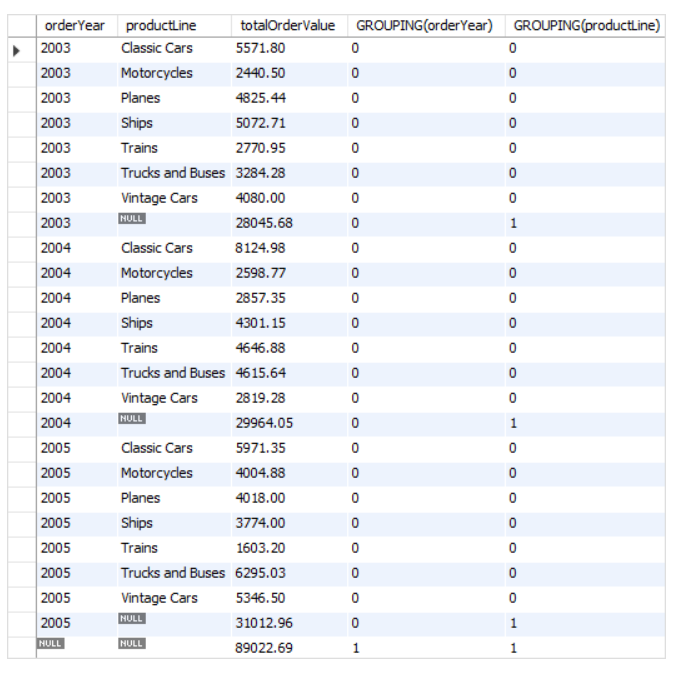 orderYear productLine totalOrderValue GROUPING(orderYear) GROUPING(productLine)
2003 Classic Cars 5571.80 0 0
2003 Motorcycles 2440.50 0 0
2003 Planes 4825.44 0 0
2003 Ships 5072.71 0 0
2003 Trains 2770.95 0 0
2003 Trucks and Buses 3284.28 0 0
2003 Vintage Cars 4080.00 0 0
2003 NULL 28045.68 0 1
2004 Classic Cars 8124.98 0 0
2004 Motorcycles 2598.77 0 0
2004 Planes 2857.35 0 0
2004 Ships 4301.15 0 0
2004 Trains 4646.88 0 0
2004 Trucks and Buses 4615.64 0 0
2004 Vintage Cars 2819.28 0 0
2004 NULL 29964.05 0 1
2005 Classic Cars 5971.35 0 0
2005 Motorcycles 4004.88 0 0
2005 Planes 4018.00 0 0
2005 Ships 3774.00 0 0
2005 Trains 1603.20 0 0
2005 Trucks and Buses 6295.03 0 0
2005 Vintage Cars 5346.50 0 0
2005 NULL 31012.96 0 1
NULL NULL 89022.69 1 1